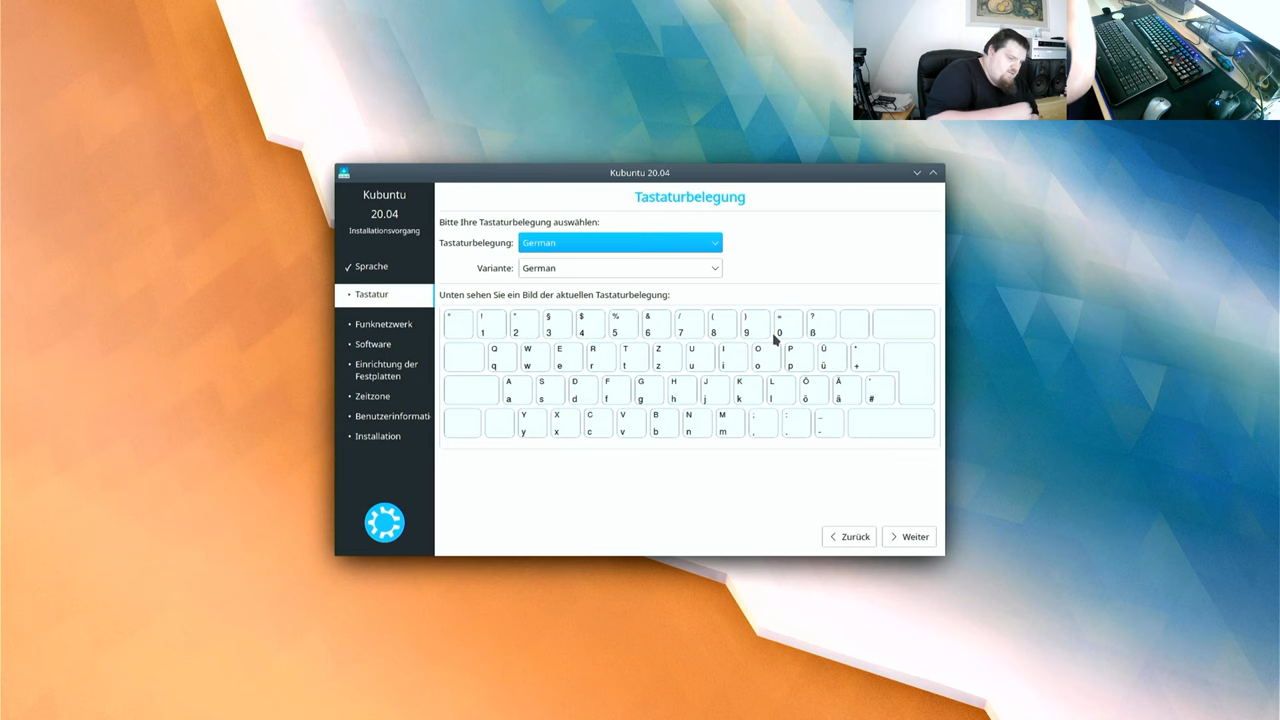 Kubuntu 20.04
Kubuntu
20.04
Installationsvorgang
✓ Sprache
• Tastatur
• Funknetzwerk
• Software
• Einrichtung der
Festplatten
• Zeitzone
• Benutzerinformati
• Installation
Tastaturbelegung
Bitte Ihre Tastaturbelegung auswählen:
Tastaturbelegung: German
Variante: German
Unten sehen Sie ein Bild der aktuellen Tastaturbelegung:
° ! " § $ % & / ( ) = ?
1 2 3 4 5 6 7 8 9 0 ß
Q W E R T Z U I O P Ü *
q w e r t z u i o p ü +
A S D F G H J K L Ö Ä '
a s d f g h j k l ö ä #
Y X C V B N M ; : _
y x c v b n m , . -
< Zurück
> Weiter